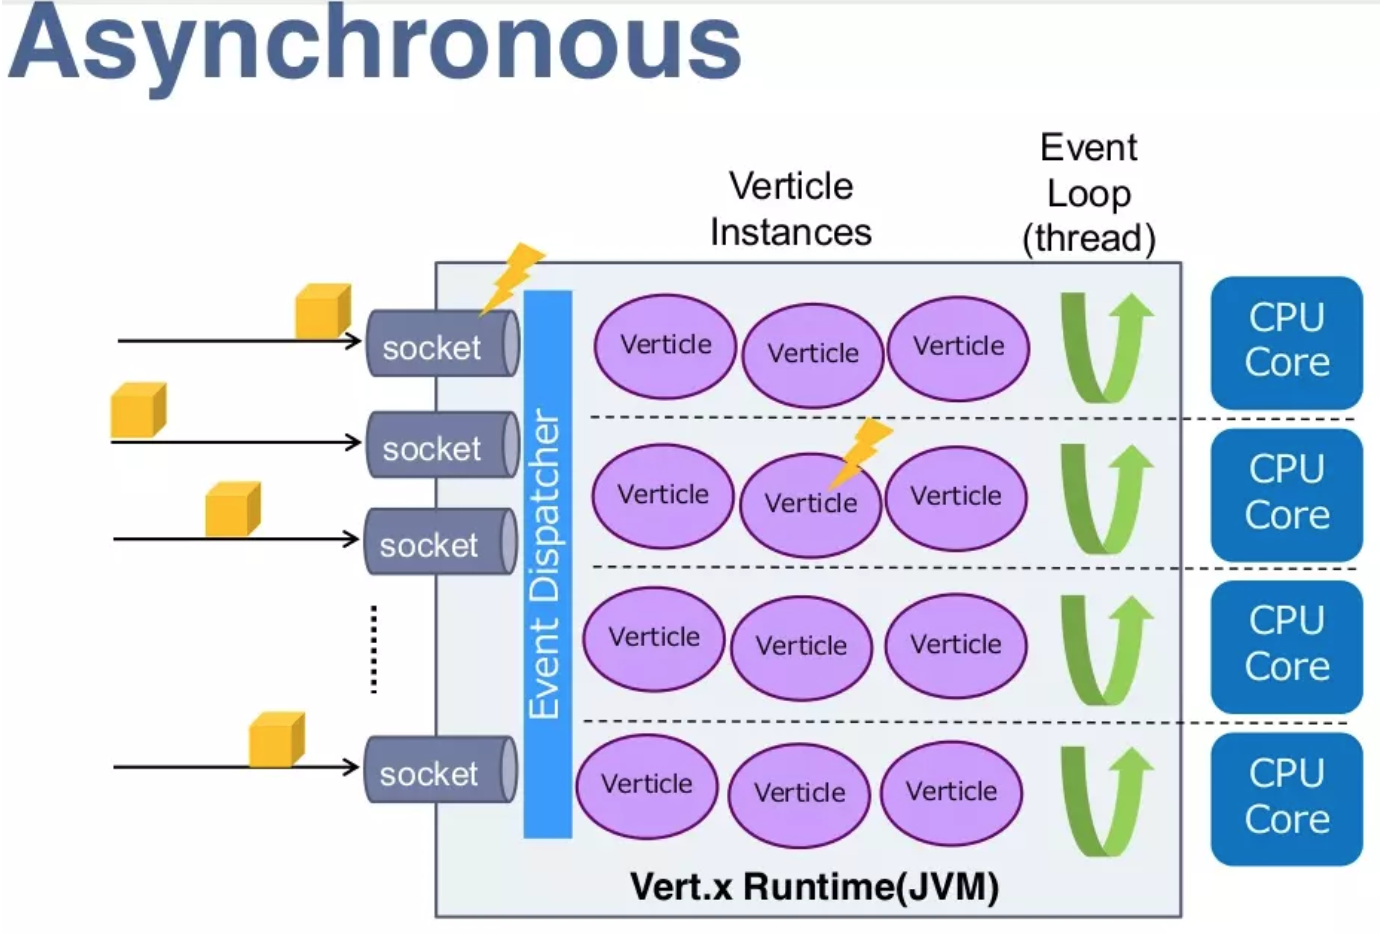 Asynchronous
Verticle
Instances
Event
Loop
(thread)
socket
socket
socket
socket
Event Dispatcher
Verticle
Verticle
Verticle
CPU
Core
Verticle
Verticle
Verticle
CPU
Core
Verticle
Verticle
Verticle
CPU
Core
Verticle
Verticle
Verticle
CPU
Core
Vert.x Runtime(JVM)